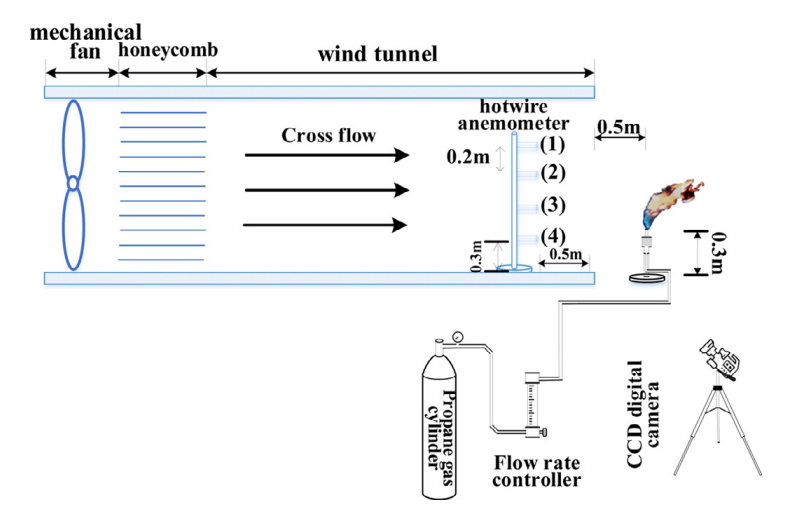 mechanical
fan
honeycomb
wind tunnel
hotwire
anemometer
0.5m
Cross flow
(1)
0.2m
(2)
(3)
(4)
0.3m
0.5m
0.3m
Propane gas
cylinder
Flow rate
controller
CCD digital
camera